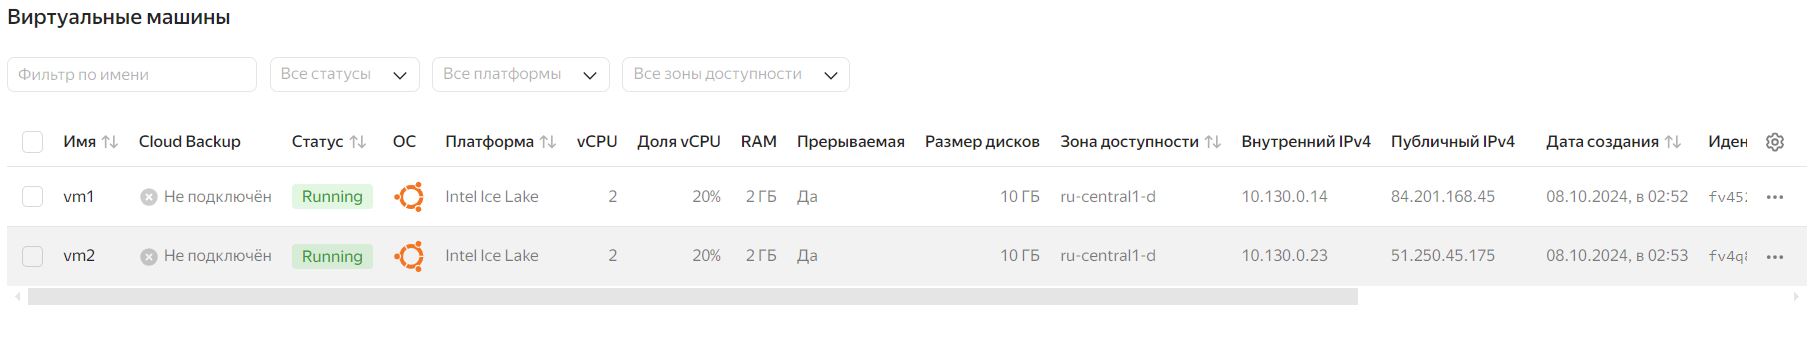 Виртуальные машины
Фильтр по имени Все статусы Все платформы Все зоны доступности
Имя Cloud Backup Статус ОС Платформа vCPU Доля vCPU RAM Прерываемая Размер дисков Зона доступности Внутренний IPv4 Публичный IPv4 Дата создания Иден
vm1 Не подключён Running Intel Ice Lake 2 20% 2 ГБ Да 10 ГБ ru-central1-d 10.130.0.14 84.201.168.45 08.10.2024, в 02:52 fv452
vm2 Не подключён Running Intel Ice Lake 2 20% 2 ГБ Да 10 ГБ ru-central1-d 10.130.0.23 51.250.45.175 08.10.2024, в 02:53 fv4q8